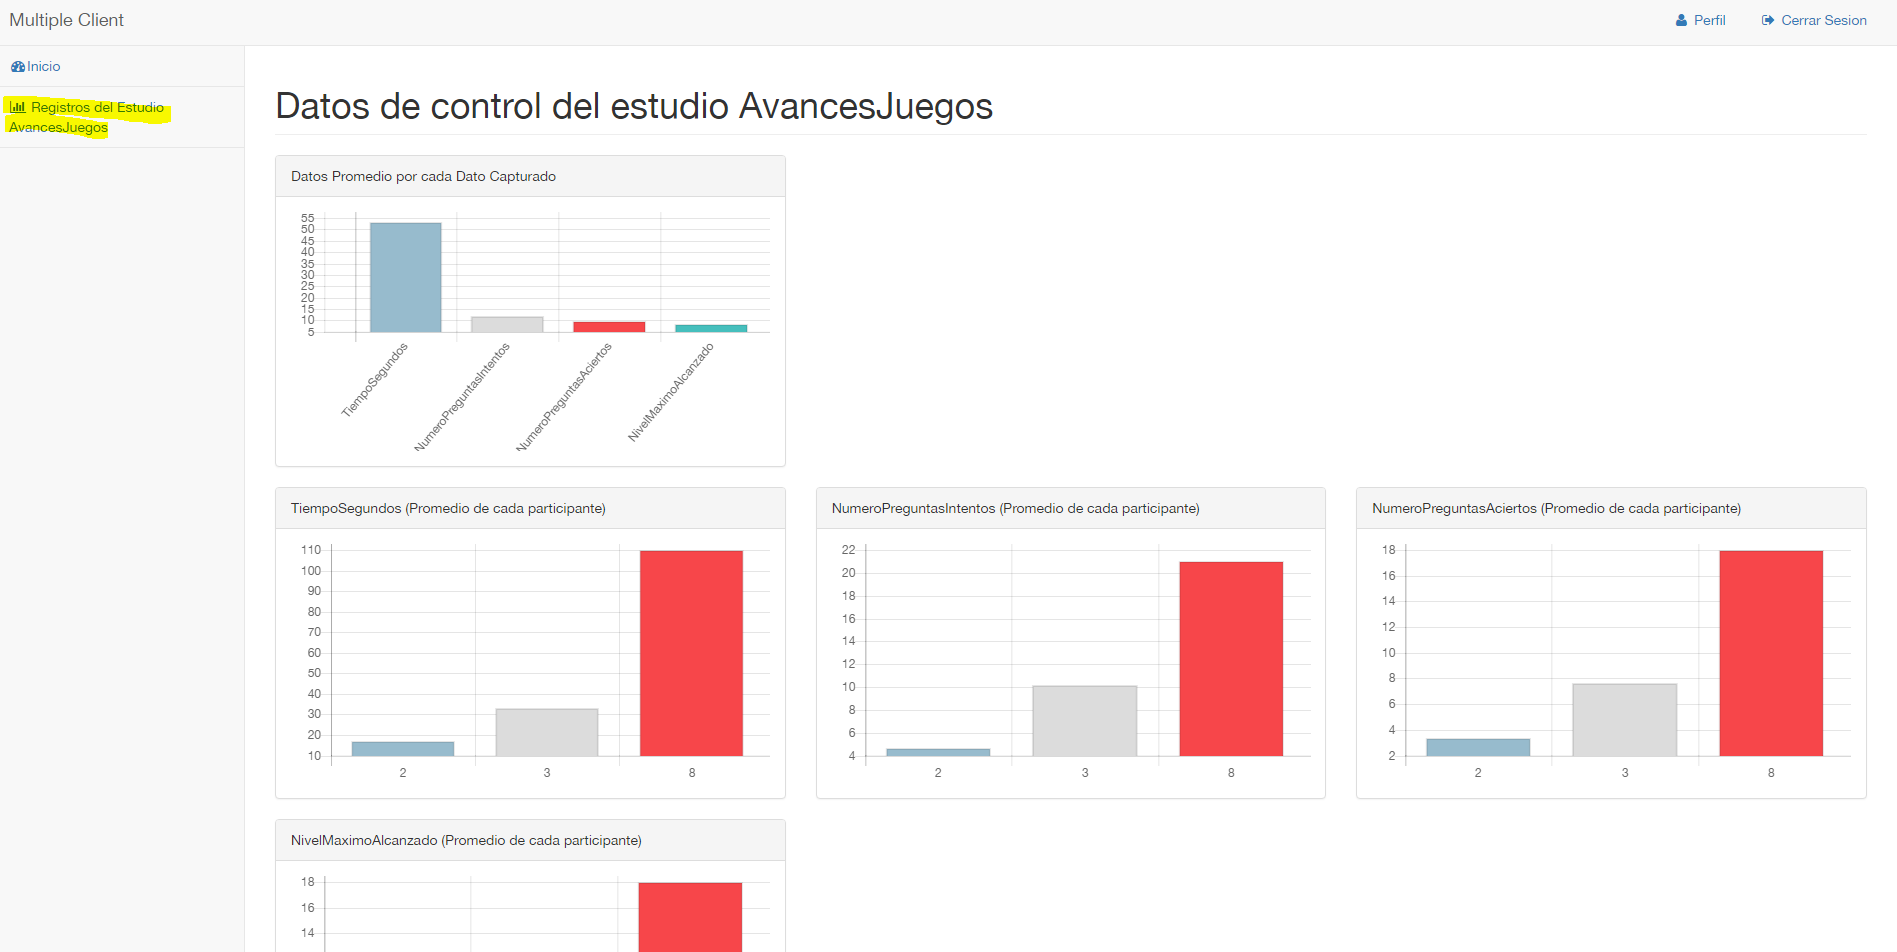 Multiple Client
Perfil
Cerrar Sesion
Inicio
Registros del Estudio
AvancesJuegos
Datos de control del estudio AvancesJuegos
Datos Promedio por cada Dato Capturado
55
50
45
40
35
30
25
20
15
10
5
TiempoSegundos
NumeroPreguntasIntentos
NumeroPreguntasAciertos
NivelMaximoAlcanzado
TiempoSegundos (Promedio de cada participante)
110
100
90
80
70
60
50
40
30
20
10
2 3 8
NumeroPreguntasIntentos (Promedio de cada participante)
22
20
18
16
14
12
10
8
6
4
2 3 8
NumeroPreguntasAciertos (Promedio de cada participante)
18
16
14
12
10
8
6
4
2
2 3 8
NivelMaximoAlcanzado (Promedio de cada participante)
18
16
14